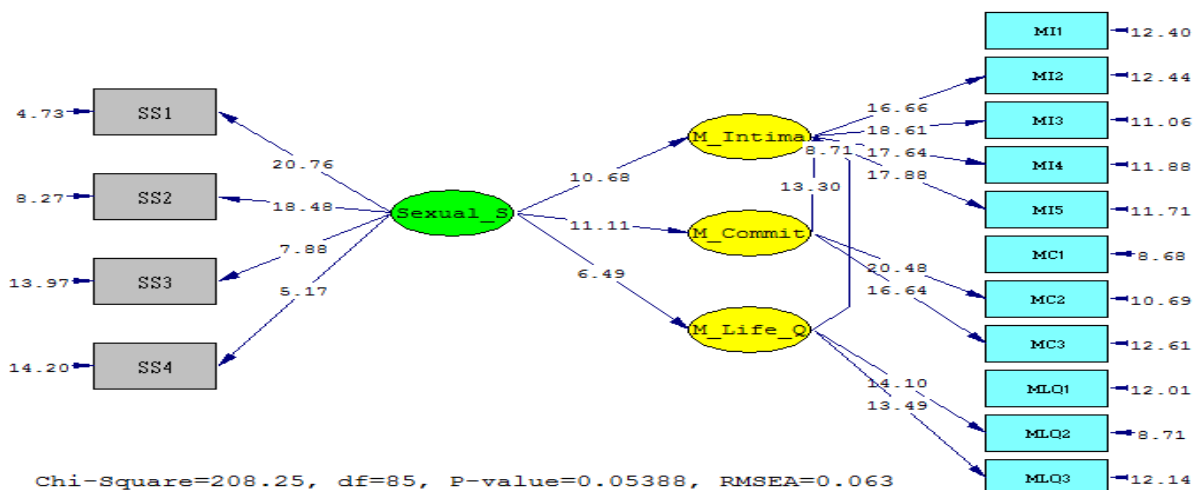 MI1
12.40
MI2
12.44
16.66
SS1
4.73
M_Intima
18.61
MI3
11.06
8.71
17.64
MI4
11.88
20.76
10.68
17.88
13.30
SS2
8.27
18.48
Sexual_S
MI5
11.71
11.11
M_Commit
7.88
MC1
8.68
20.48
SS3
13.97
6.49
16.64
MC2
10.69
5.17
M_Life_Q
MC3
12.61
SS4
14.20
14.10
MLQ1
12.01
13.49
MLQ2
8.71
MLQ3
12.14
Chi-Square=208.25, df=85, P-value=0.05388, RMSEA=0.063